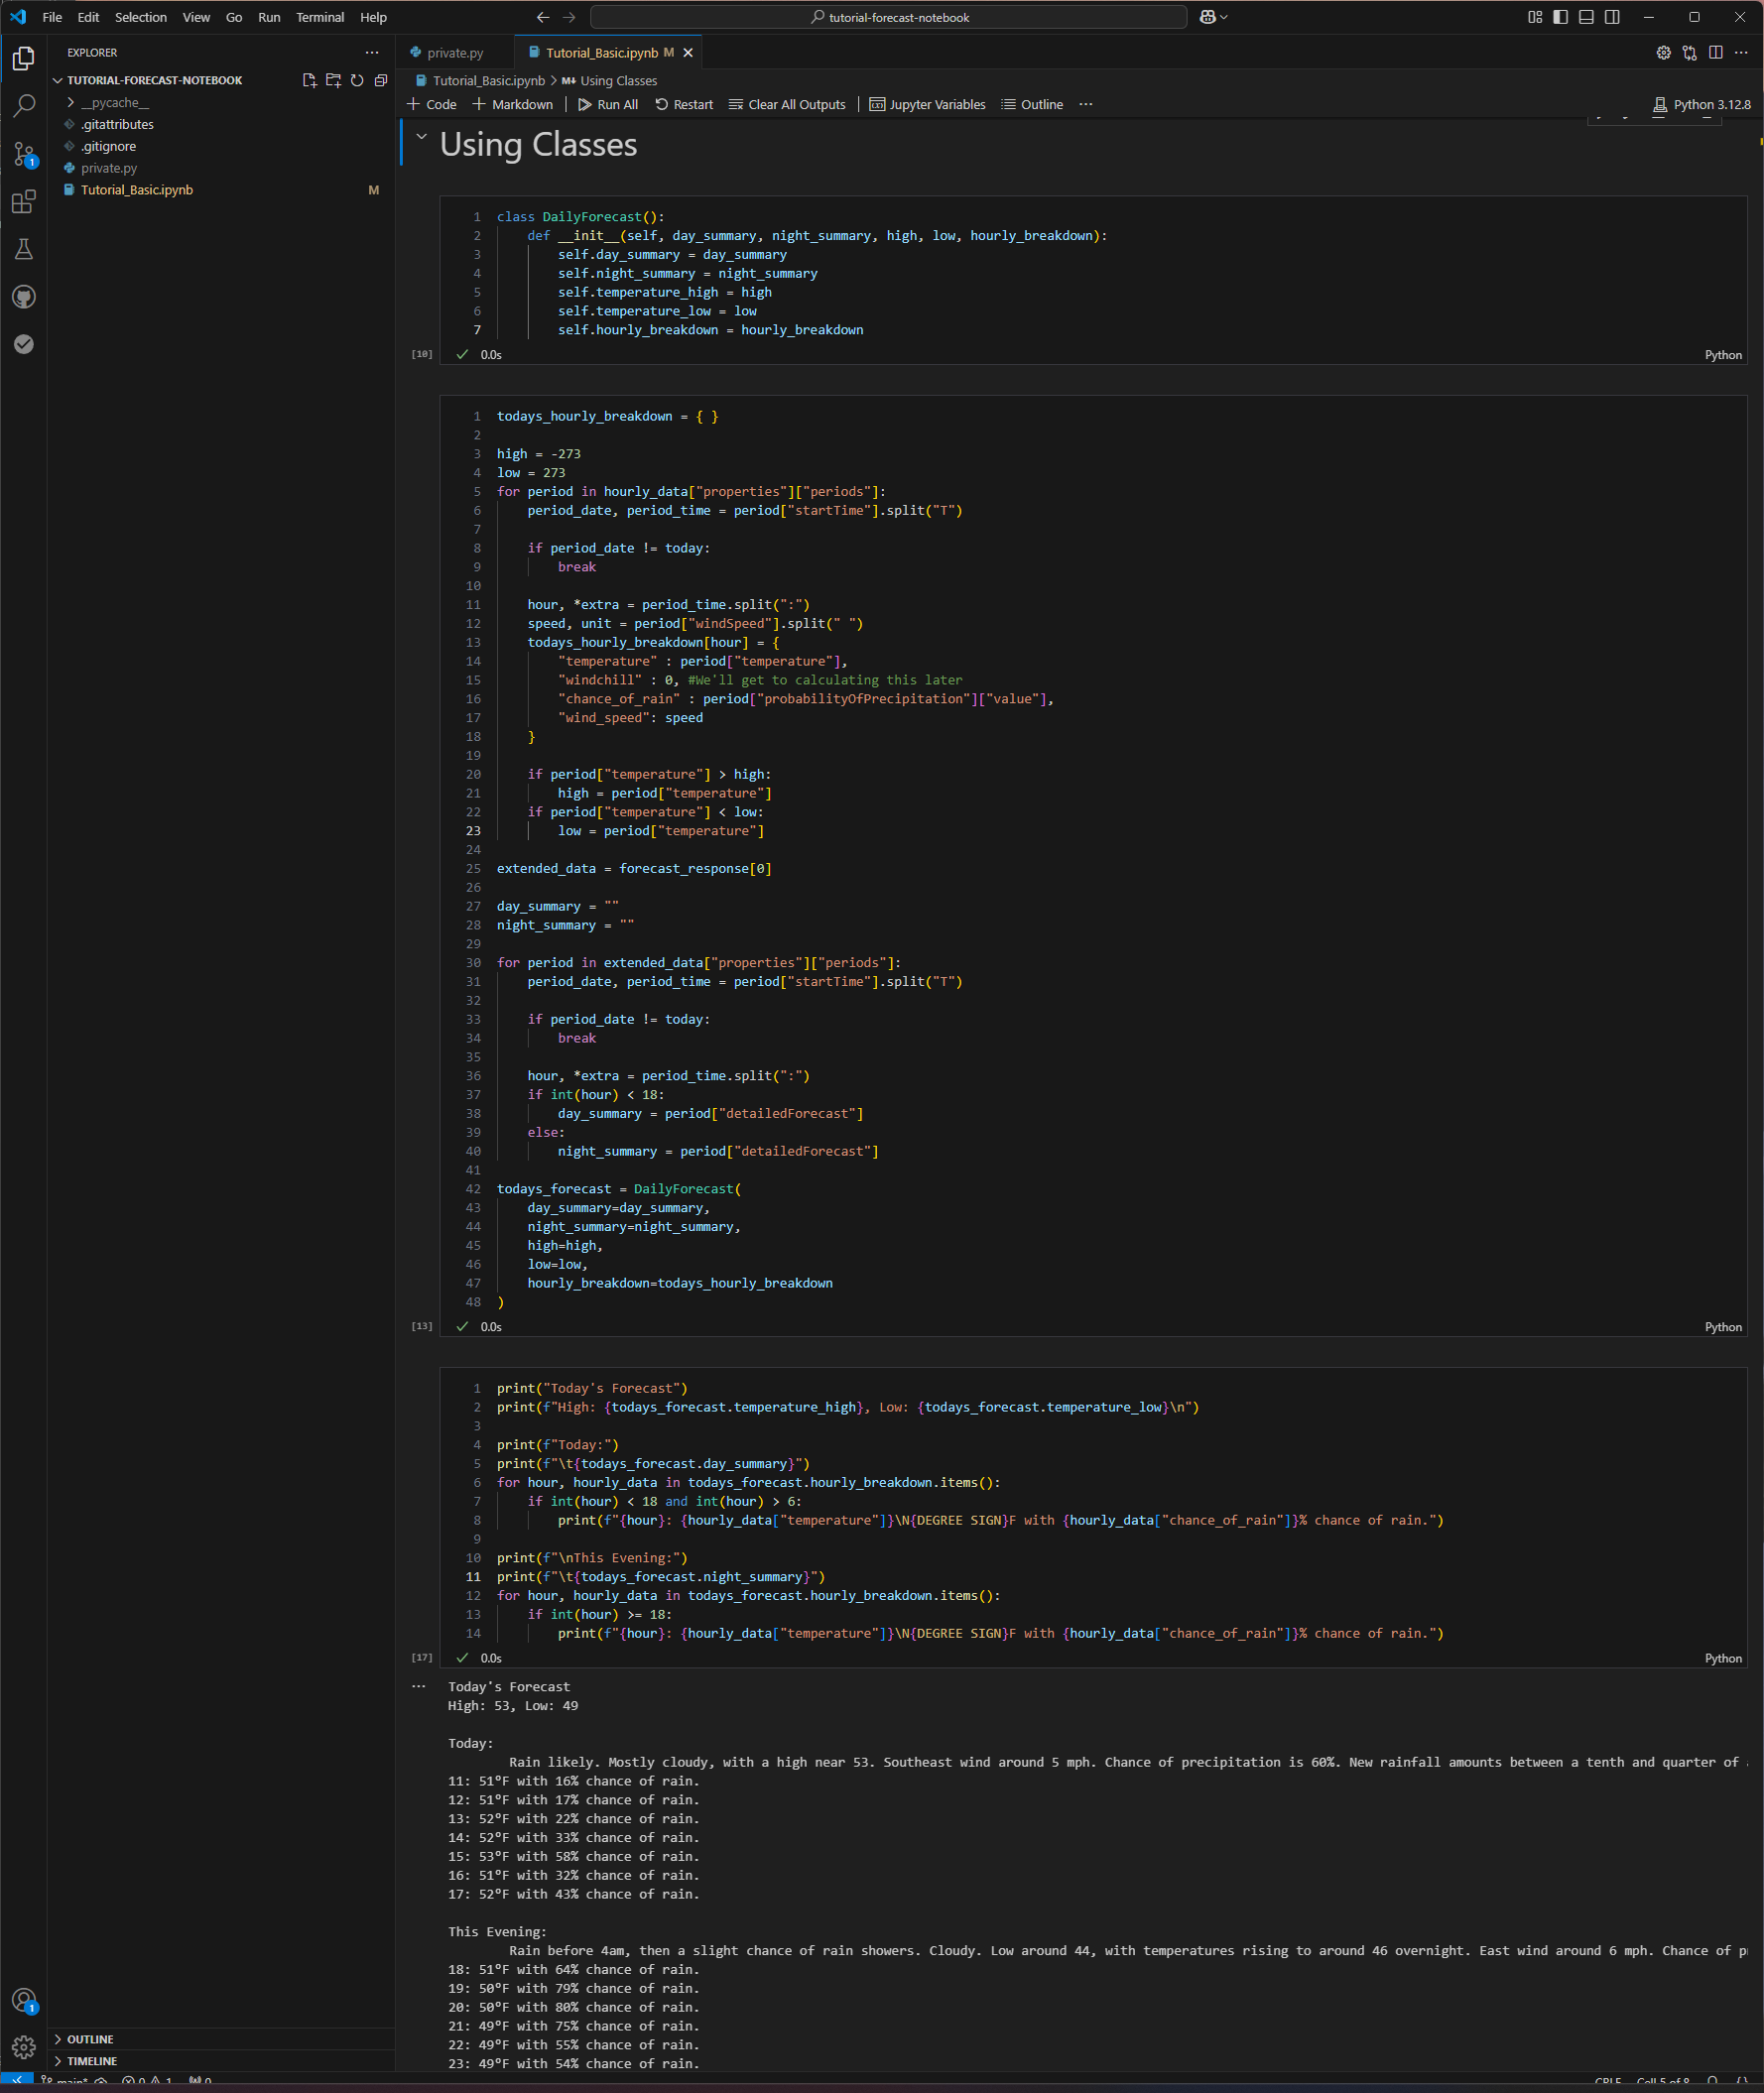 File Edit Selection View Go Run Terminal Help
tutorial-forecast-notebook
EXPLORER
private.py
Tutorial_Basic.ipynb M
TUTORIAL-FORECAST-NOTEBOOK
__pycache__
.gitattributes
.gitignore
private.py
Tutorial_Basic.ipynb M
Tutorial_Basic.ipynb > M↓ Using Classes
+ Code + Markdown Run All Restart Clear All Outputs Jupyter Variables Outline ...
Python 3.12.8
Using Classes
1 class DailyForecast():
2 def __init__(self, day_summary, night_summary, high, low, hourly_breakdown):
3 self.day_summary = day_summary
4 self.night_summary = night_summary
5 self.temperature_high = high
6 self.temperature_low = low
7 self.hourly_breakdown = hourly_breakdown
[10] 0.0s Python
1 todays_hourly_breakdown = { }
2
3 high = -273
4 low = 273
5 for period in hourly_data["properties"]["periods"]:
6 period_date, period_time = period["startTime"].split("T")
7
8 if period_date != today:
9 break
10
11 hour, *extra = period_time.split(":")
12 speed, unit = period["windSpeed"].split(" ")
13 todays_hourly_breakdown[hour] = {
14 "temperature" : period["temperature"],
15 "windchill" : 0, #We'll get to calculating this later
16 "chance_of_rain" : period["probabilityOfPrecipitation"]["value"],
17 "wind_speed": speed
18 }
19
20 if period["temperature"] > high:
21 high = period["temperature"]
22 if period["temperature"] < low:
23 low = period["temperature"]
24
25 extended_data = forecast_response[0]
26
27 day_summary = ""
28 night_summary = ""
29
30 for period in extended_data["properties"]["periods"]:
31 period_date, period_time = period["startTime"].split("T")
32
33 if period_date != today:
34 break
35
36 hour, *extra = period_time.split(":")
37 if int(hour) < 18:
38 day_summary = period["detailedForecast"]
39 else:
40 night_summary = period["detailedForecast"]
41
42 todays_forecast = DailyForecast(
43 day_summary=day_summary,
44 night_summary=night_summary,
45 high=high,
46 low=low,
47 hourly_breakdown=todays_hourly_breakdown
48 )
[13] 0.0s Python
1 print("Today's Forecast")
2 print(f"High: {todays_forecast.temperature_high}, Low: {todays_forecast.temperature_low}\n")
3
4 print(f"Today:")
5 print(f"\t{todays_forecast.day_summary}")
6 for hour, hourly_data in todays_forecast.hourly_breakdown.items():
7 if int(hour) < 18 and int(hour) > 6:
8 print(f"{hour}: {hourly_data["temperature"]}\N{DEGREE SIGN}F with {hourly_data["chance_of_rain"]}% chance of rain.")
9
10 print(f"\nThis Evening:")
11 print(f"\t{todays_forecast.night_summary}")
12 for hour, hourly_data in todays_forecast.hourly_breakdown.items():
13 if int(hour) >= 18:
14 print(f"{hour}: {hourly_data["temperature"]}\N{DEGREE SIGN}F with {hourly_data["chance_of_rain"]}% chance of rain.")
[17] 0.0s Python
... Today's Forecast
High: 53, Low: 49
Today:
Rain likely. Mostly cloudy, with a high near 53. Southeast wind around 5 mph. Chance of precipitation is 60%. New rainfall amounts between a tenth and quarter of
11: 51°F with 16% chance of rain.
12: 51°F with 17% chance of rain.
13: 52°F with 22% chance of rain.
14: 52°F with 33% chance of rain.
15: 53°F with 58% chance of rain.
16: 51°F with 32% chance of rain.
17: 52°F with 43% chance of rain.
This Evening:
Rain before 4am, then a slight chance of rain showers. Cloudy. Low around 44, with temperatures rising to around 46 overnight. East wind around 6 mph. Chance of
18: 51°F with 64% chance of rain.
19: 50°F with 79% chance of rain.
20: 50°F with 80% chance of rain.
21: 49°F with 75% chance of rain.
22: 49°F with 55% chance of rain.
23: 49°F with 54% chance of rain.
OUTLINE
TIMELINE
main* 0 1 0 CRLF Cell 5 of 8